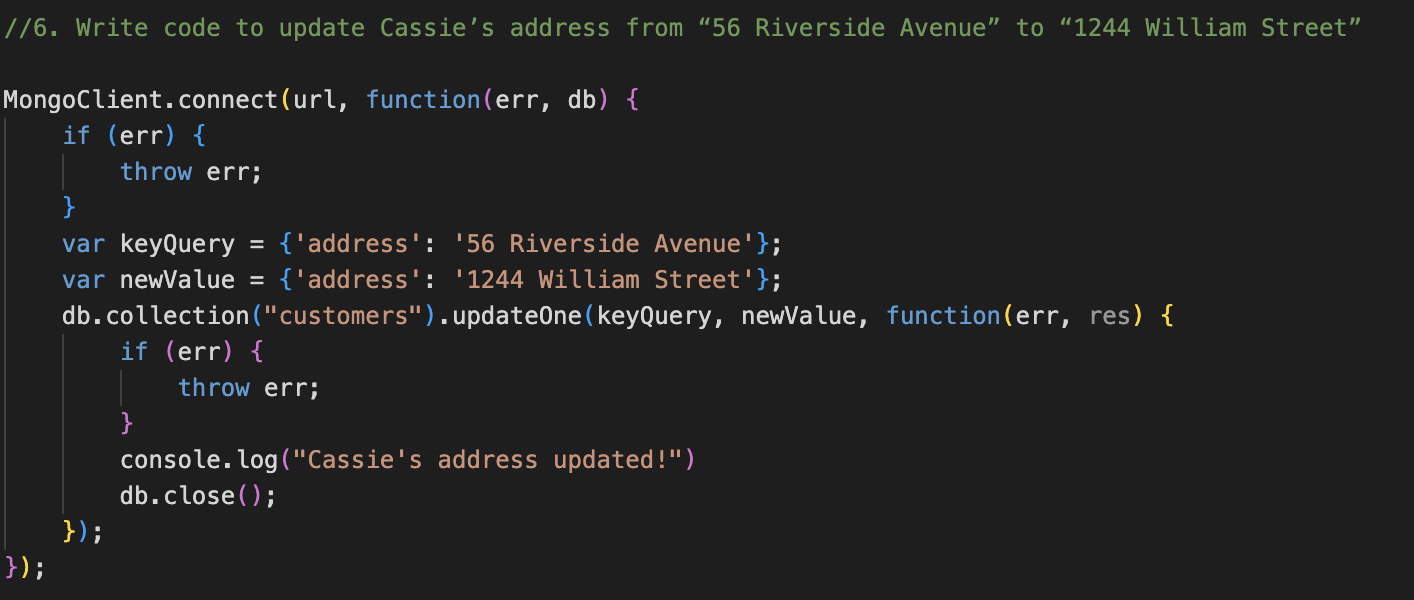 //6. Write code to update Cassie’s address from “56 Riverside Avenue” to “1244 William Street”
MongoClient.connect(url, function(err, db) {
    if (err) {
        throw err;
    }
    var keyQuery = {'address': '56 Riverside Avenue'};
    var newValue = {'address': '1244 William Street'};
    db.collection("customers").updateOne(keyQuery, newValue, function(err, res) {
        if (err) {
            throw err;
        }
        console.log("Cassie's address updated!")
        db.close();
    });
});